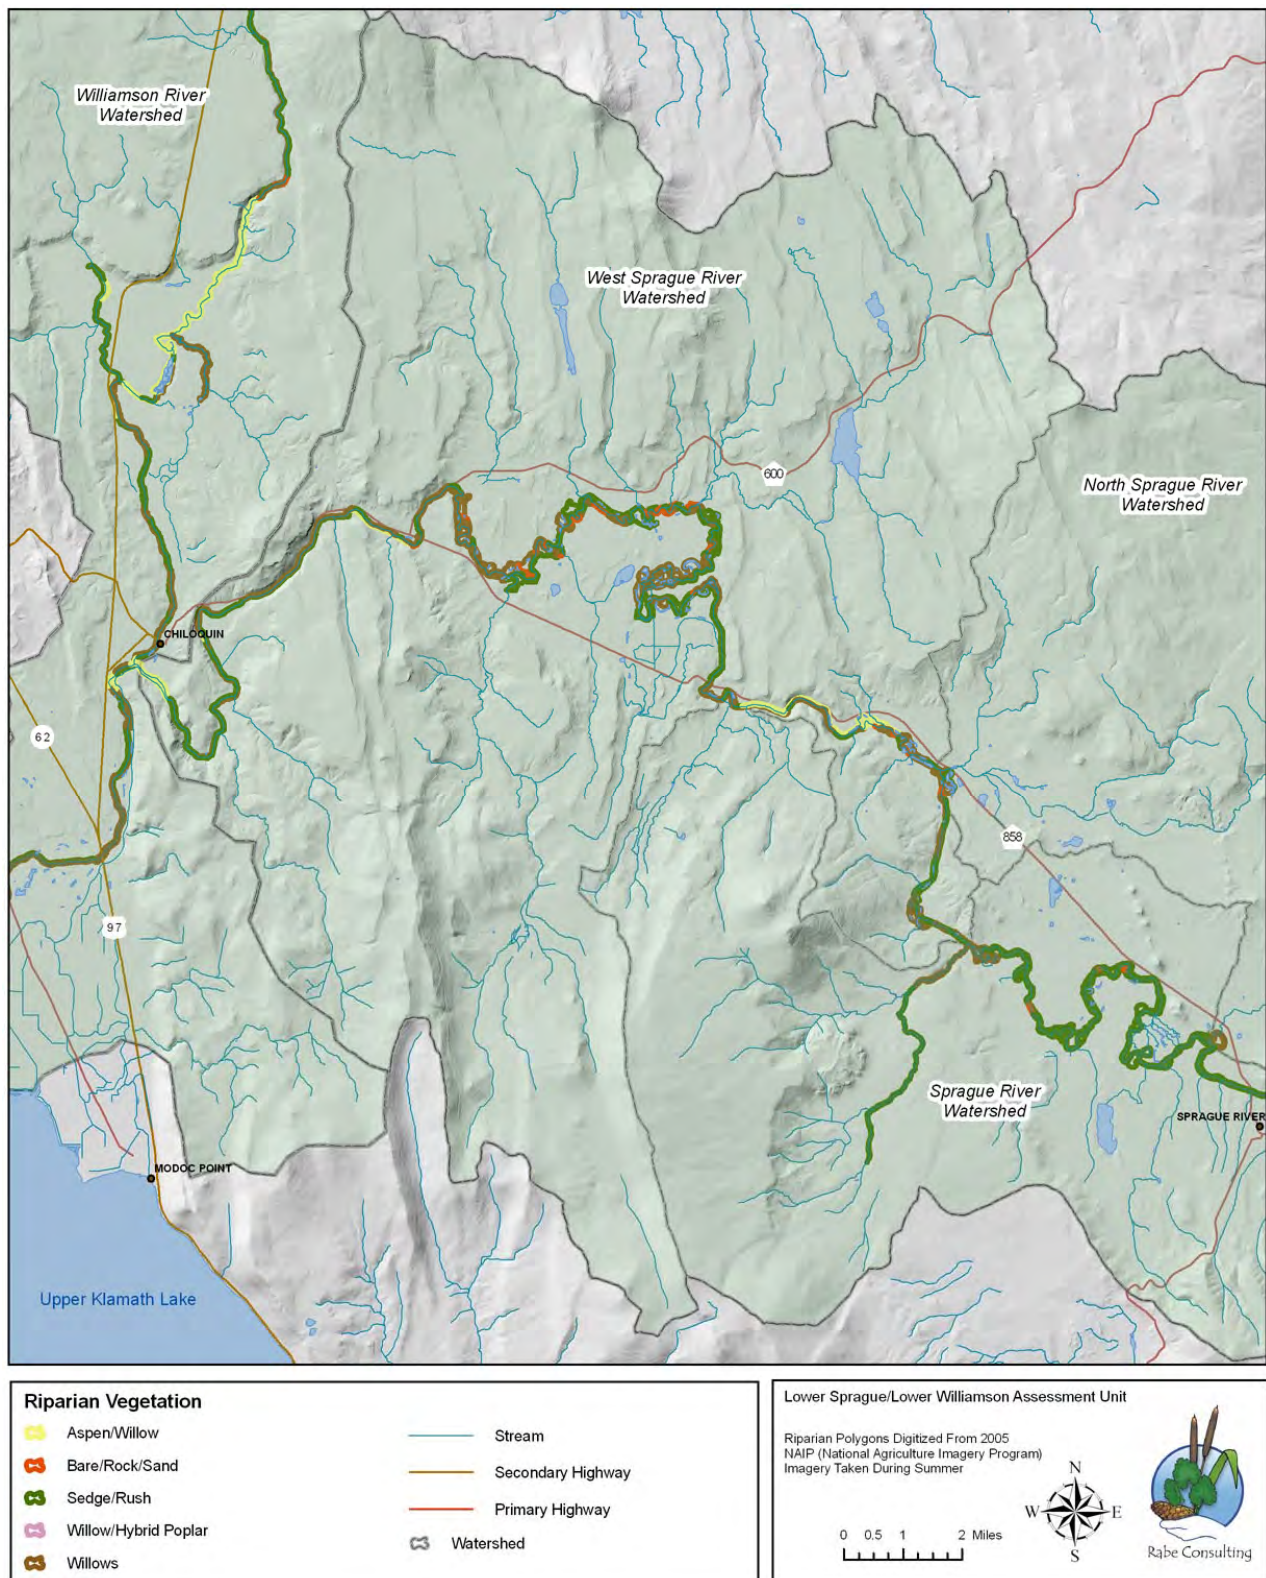 Williamson River
Watershed
West Sprague River
Watershed
600
North Sprague River
Watershed
CHILOQUIN
62
858
97
Sprague River
Watershed
SPRAGUE RIVER
MODOC POINT
Upper Klamath Lake
Riparian Vegetation
Aspen/Willow
Bare/Rock/Sand
Sedge/Rush
Willow/Hybrid Poplar
Willows
Stream
Secondary Highway
Primary Highway
Watershed
Lower Sprague/Lower Williamson Assessment Unit
Riparian Polygons Digitized From 2005
NAIP (National Agriculture Imagery Program)
Imagery Taken During Summer
N
W E
S
0 0.5 1 2 Miles
Rabe Consulting